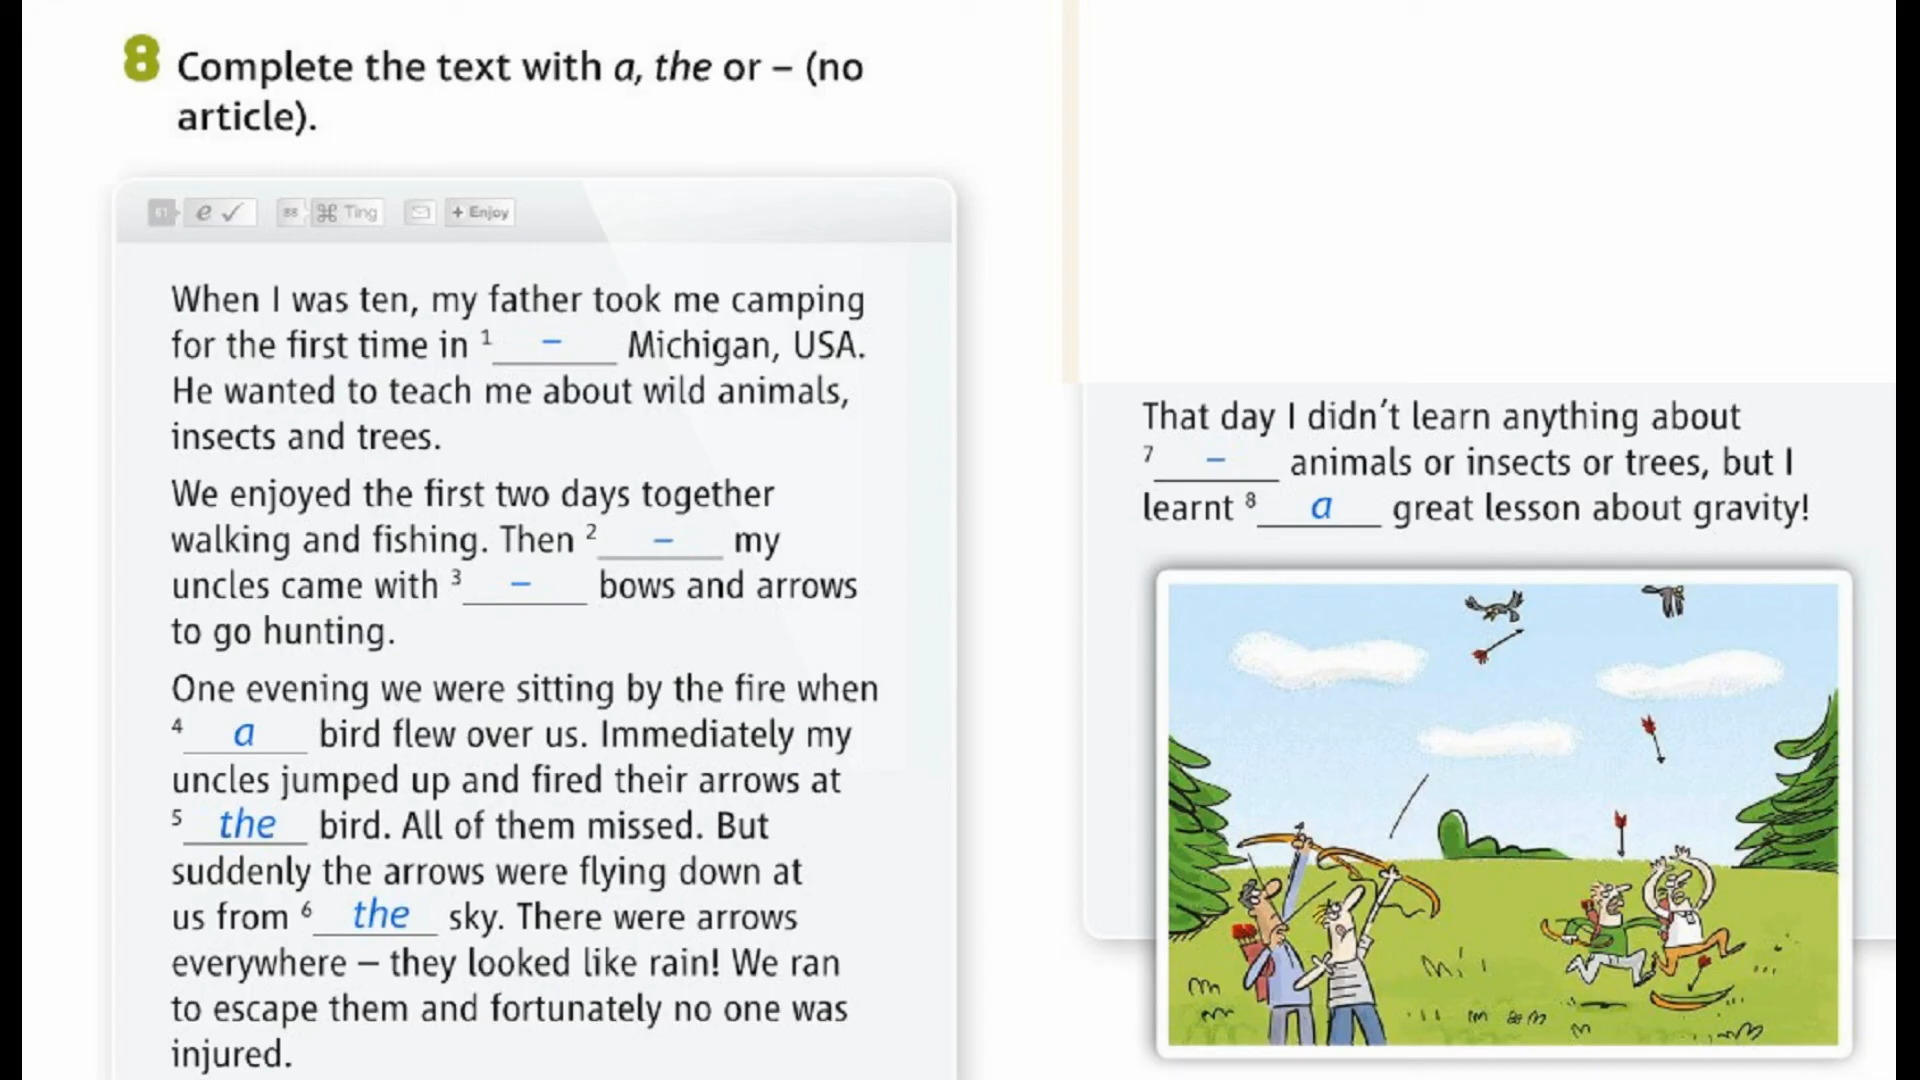 8 Complete the text with a, the or – (no
article).
61 e ✓ 88 ⌘ Ting + Enjoy
When I was ten, my father took me camping
for the first time in 1 – Michigan, USA.
He wanted to teach me about wild animals,
insects and trees.
We enjoyed the first two days together
walking and fishing. Then 2 – my
uncles came with 3 – bows and arrows
to go hunting.
One evening we were sitting by the fire when
4 a bird flew over us. Immediately my
uncles jumped up and fired their arrows at
5 the bird. All of them missed. But
suddenly the arrows were flying down at
us from 6 the sky. There were arrows
everywhere – they looked like rain! We ran
to escape them and fortunately no one was
injured.
That day I didn't learn anything about
7 – animals or insects or trees, but I
learnt 8 a great lesson about gravity!